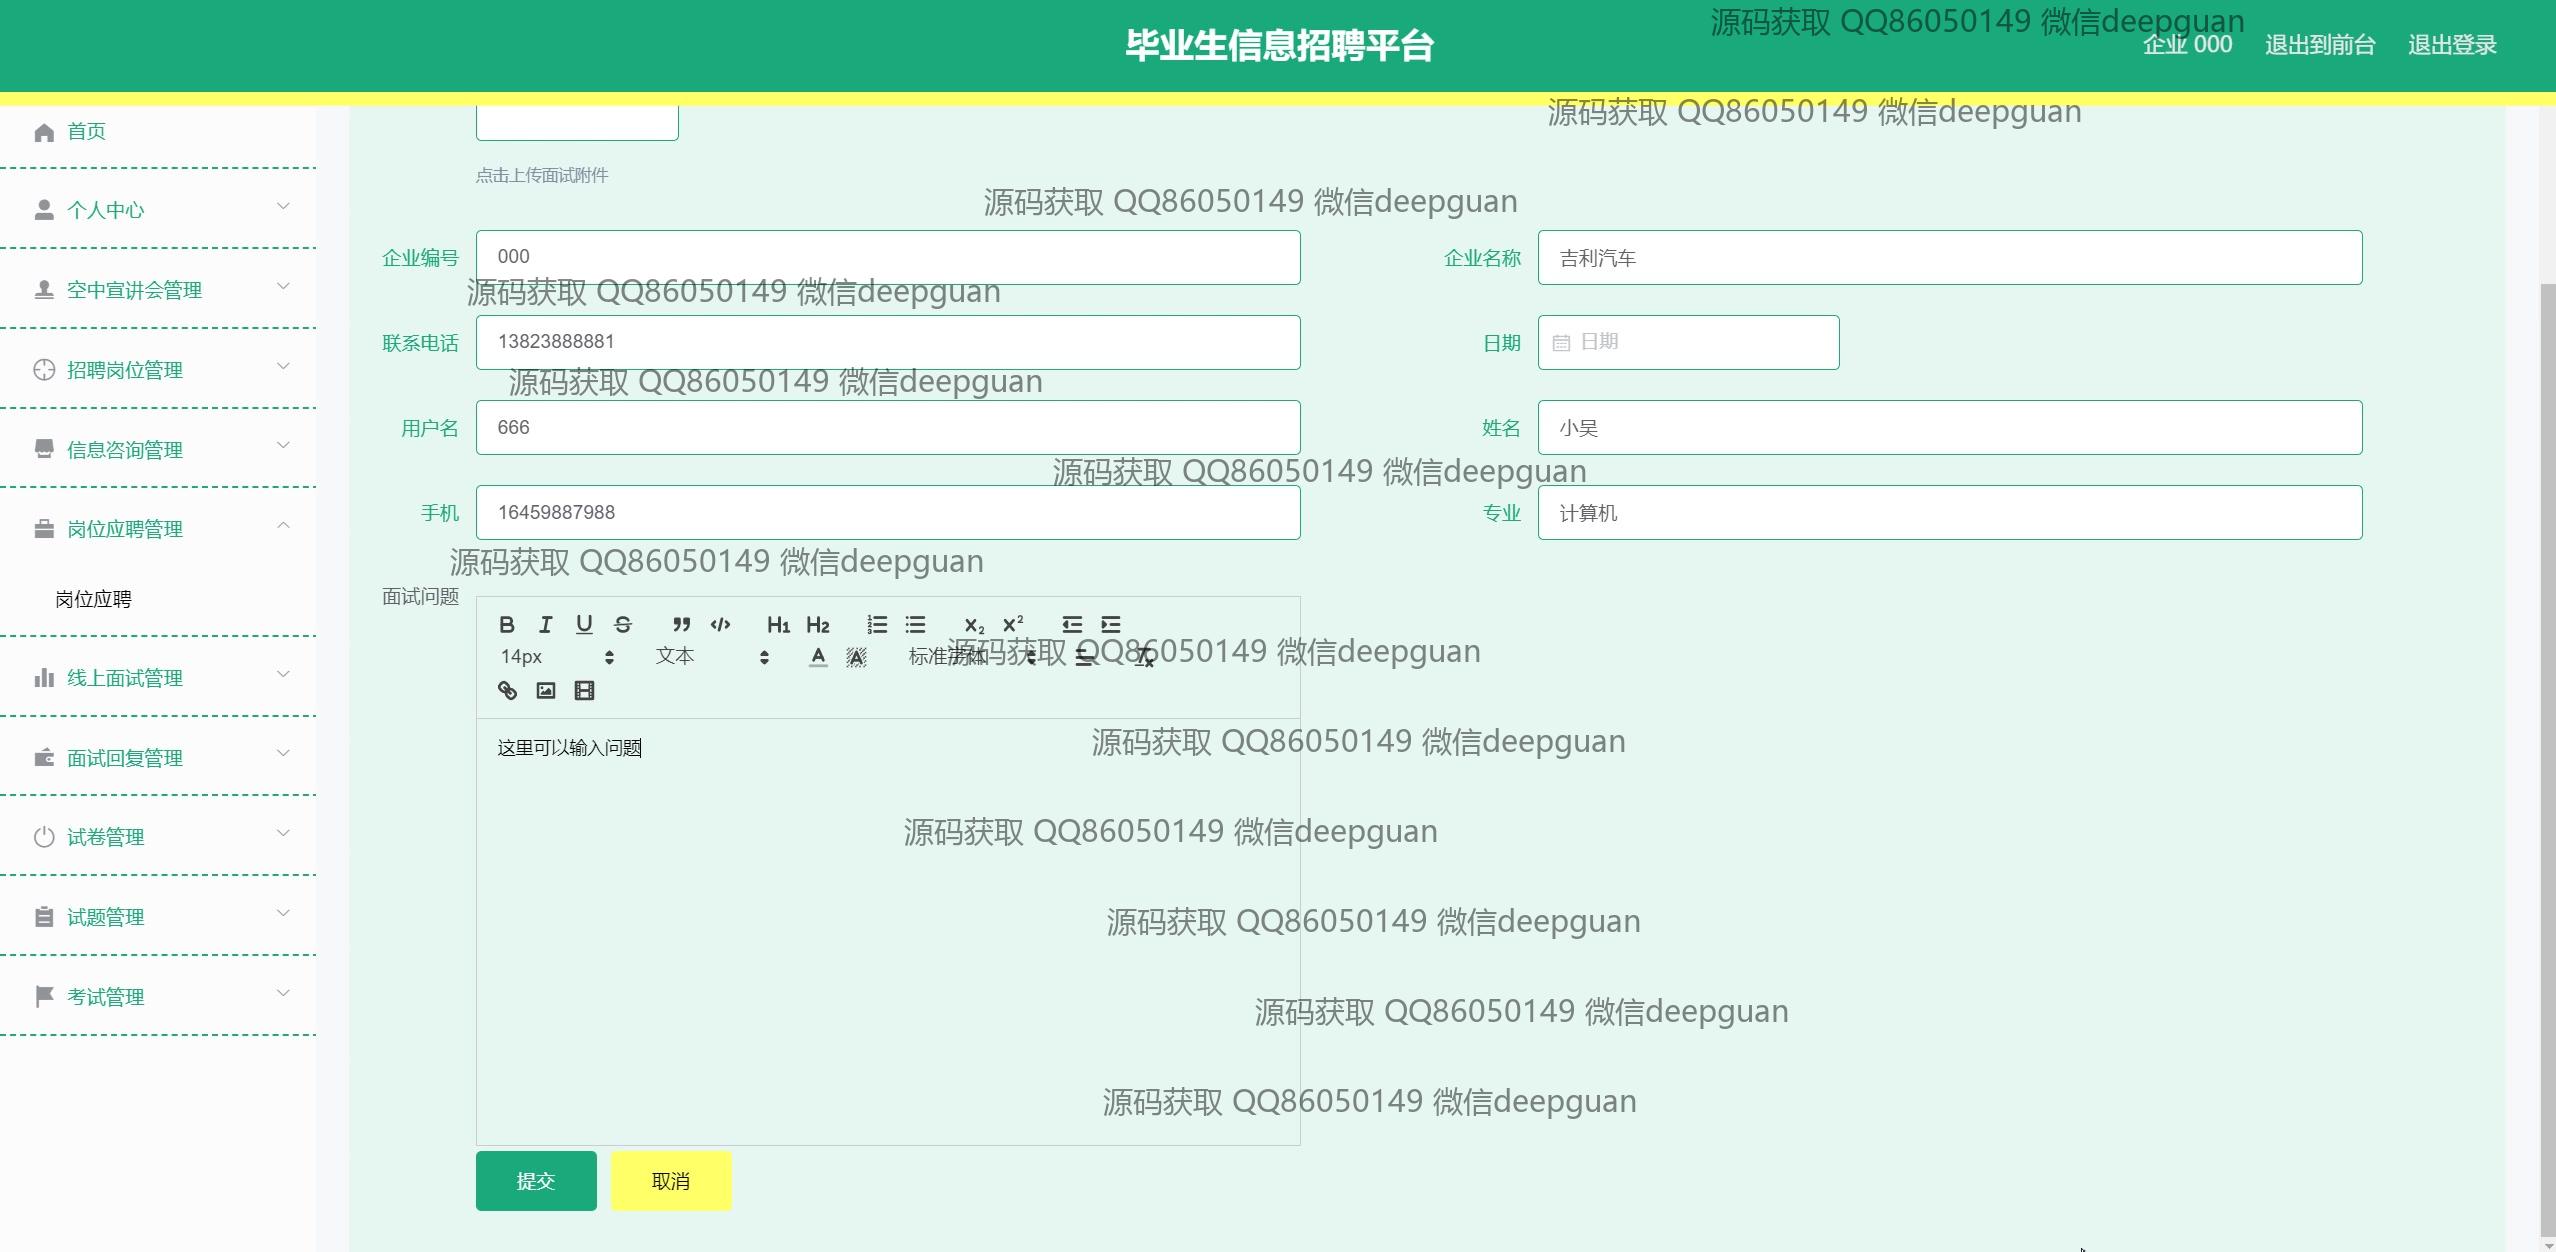 毕业生信息招聘平台
源码获取 QQ86050149 微信deepguan
企业 000 退出到前台 退出登录
源码获取 QQ86050149 微信deepguan
首页
点击上传面试附件
源码获取 QQ86050149 微信deepguan
个人中心
企业编号 000 企业名称 吉利汽车
空中宣讲会管理
源码获取 QQ86050149 微信deepguan
联系电话 13823888881 日期 日期
招聘岗位管理
源码获取 QQ86050149 微信deepguan
用户名 666 姓名 小吴
信息咨询管理
源码获取 QQ86050149 微信deepguan
手机 16459887988 专业 计算机
岗位应聘管理
源码获取 QQ86050149 微信deepguan
岗位应聘
面试问题
B I U S H1 H2 X2 X2
14px 文本 A A 标准字体 Tx
源码获取 QQ86050149 微信deepguan
线上面试管理
这里可以输入问题
源码获取 QQ86050149 微信deepguan
面试回复管理
源码获取 QQ86050149 微信deepguan
试卷管理
试题管理
源码获取 QQ86050149 微信deepguan
考试管理
源码获取 QQ86050149 微信deepguan
源码获取 QQ86050149 微信deepguan
提交 取消